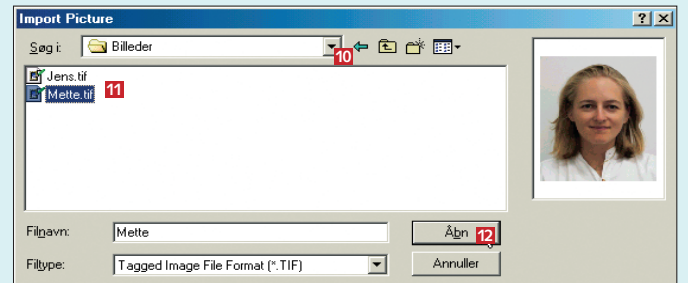 Import Picture
Søg i: Billeder 10
Jens.tif
Mette.tif 11
Filnavn: Mette Åbn 12
Filtype: Tagged Image File Format (*.TIF) Annuller